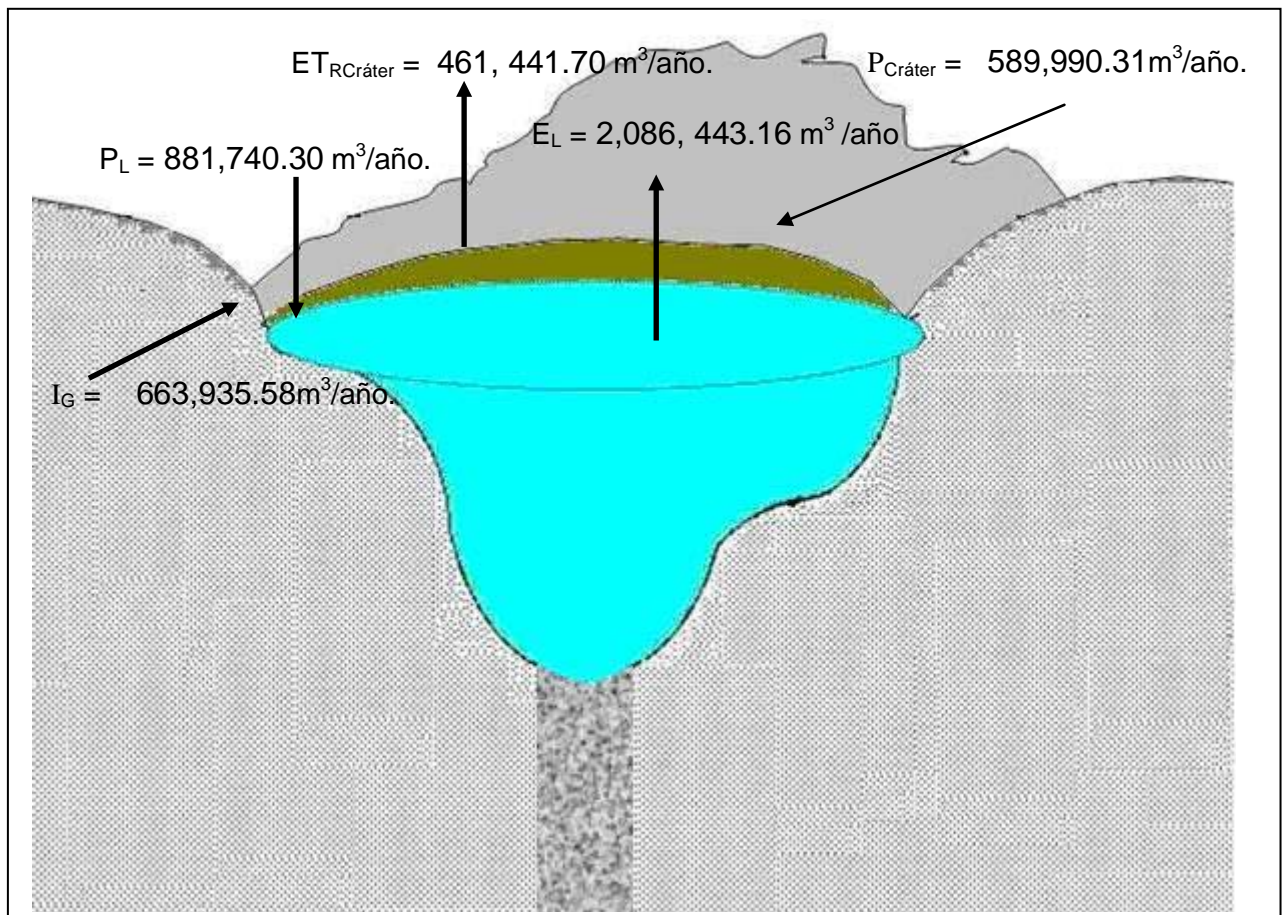 ET_RCráter = 461, 441.70 m³/año.
P_Cráter = 589,990.31m³/año.
E_L = 2,086, 443.16 m³ /año
P_L = 881,740.30 m³/año.
I_G = 663,935.58m³/año.